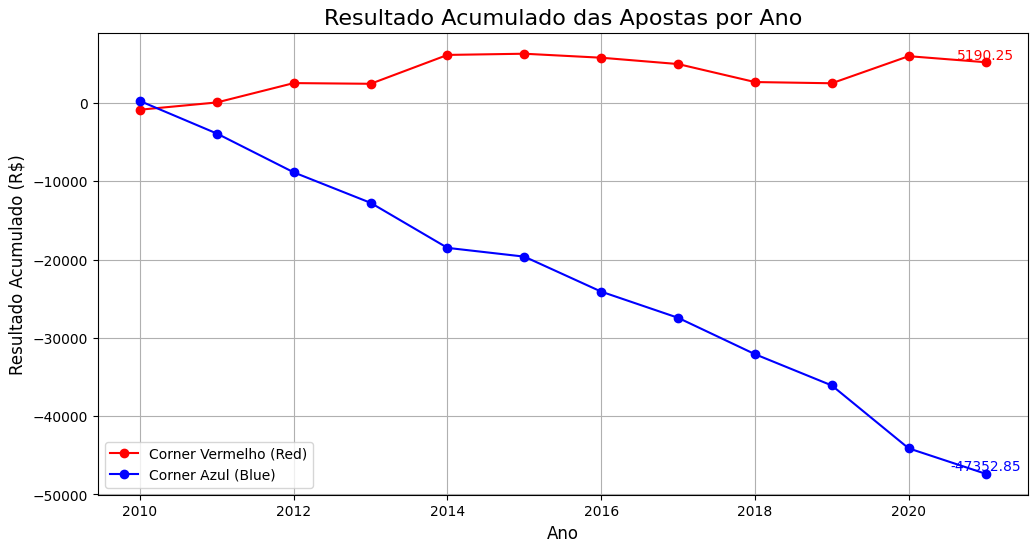 Resultado Acumulado das Apostas por Ano
5190.25
0
−10000
−20000
−30000
−40000
−50000
Resultado Acumulado (R$)
-47352.85
Corner Vermelho (Red)
Corner Azul (Blue)
2010 2012 2014 2016 2018 2020
Ano